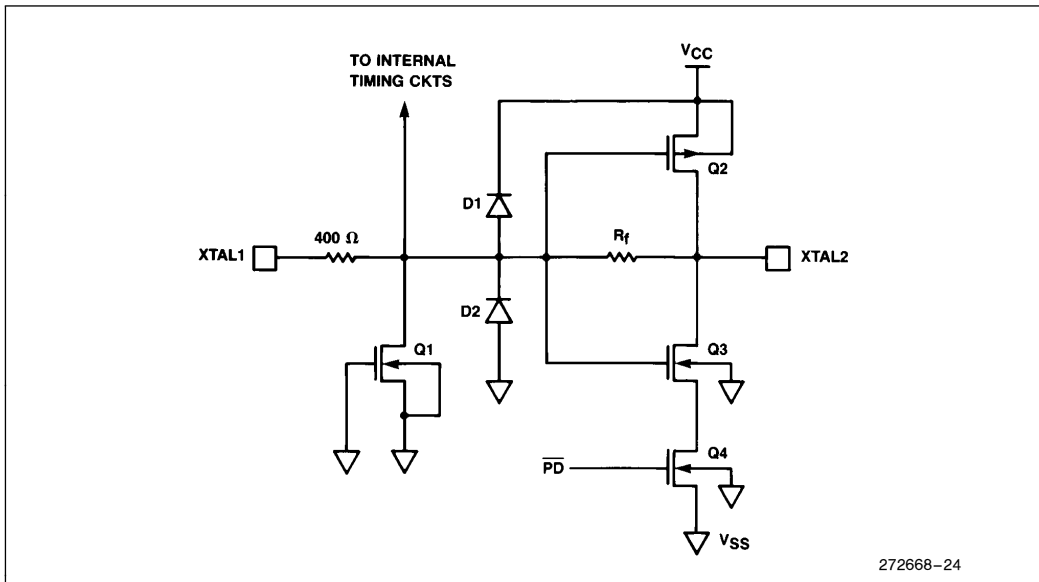 TO INTERNAL
TIMING CKTS
VCC
Q2
D1
400 Ω
Rf
XTAL1
XTAL2
D2
Q1
Q3
Q4
PD
VSS
272668–24